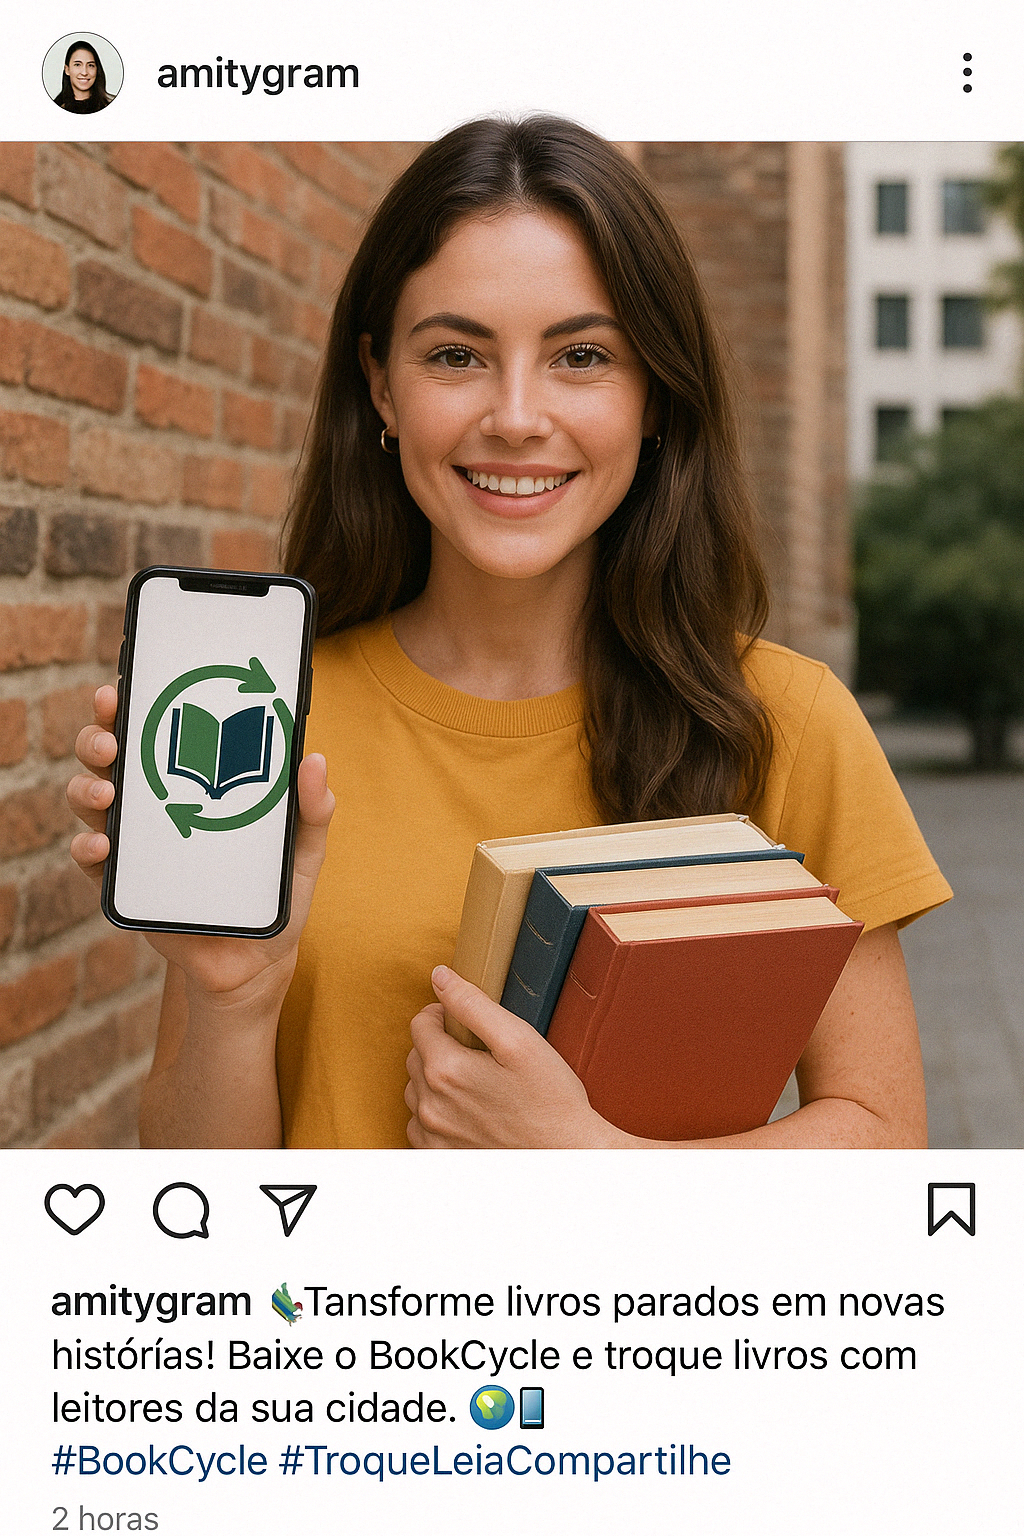 amitygram
amitygram Tansforme livros parados em novas
histórías! Baixe o BookCycle e troque livros com
leitores da sua cidade. 🌍📱
#BookCycle #TroqueLeiaCompartilhe
2 horas